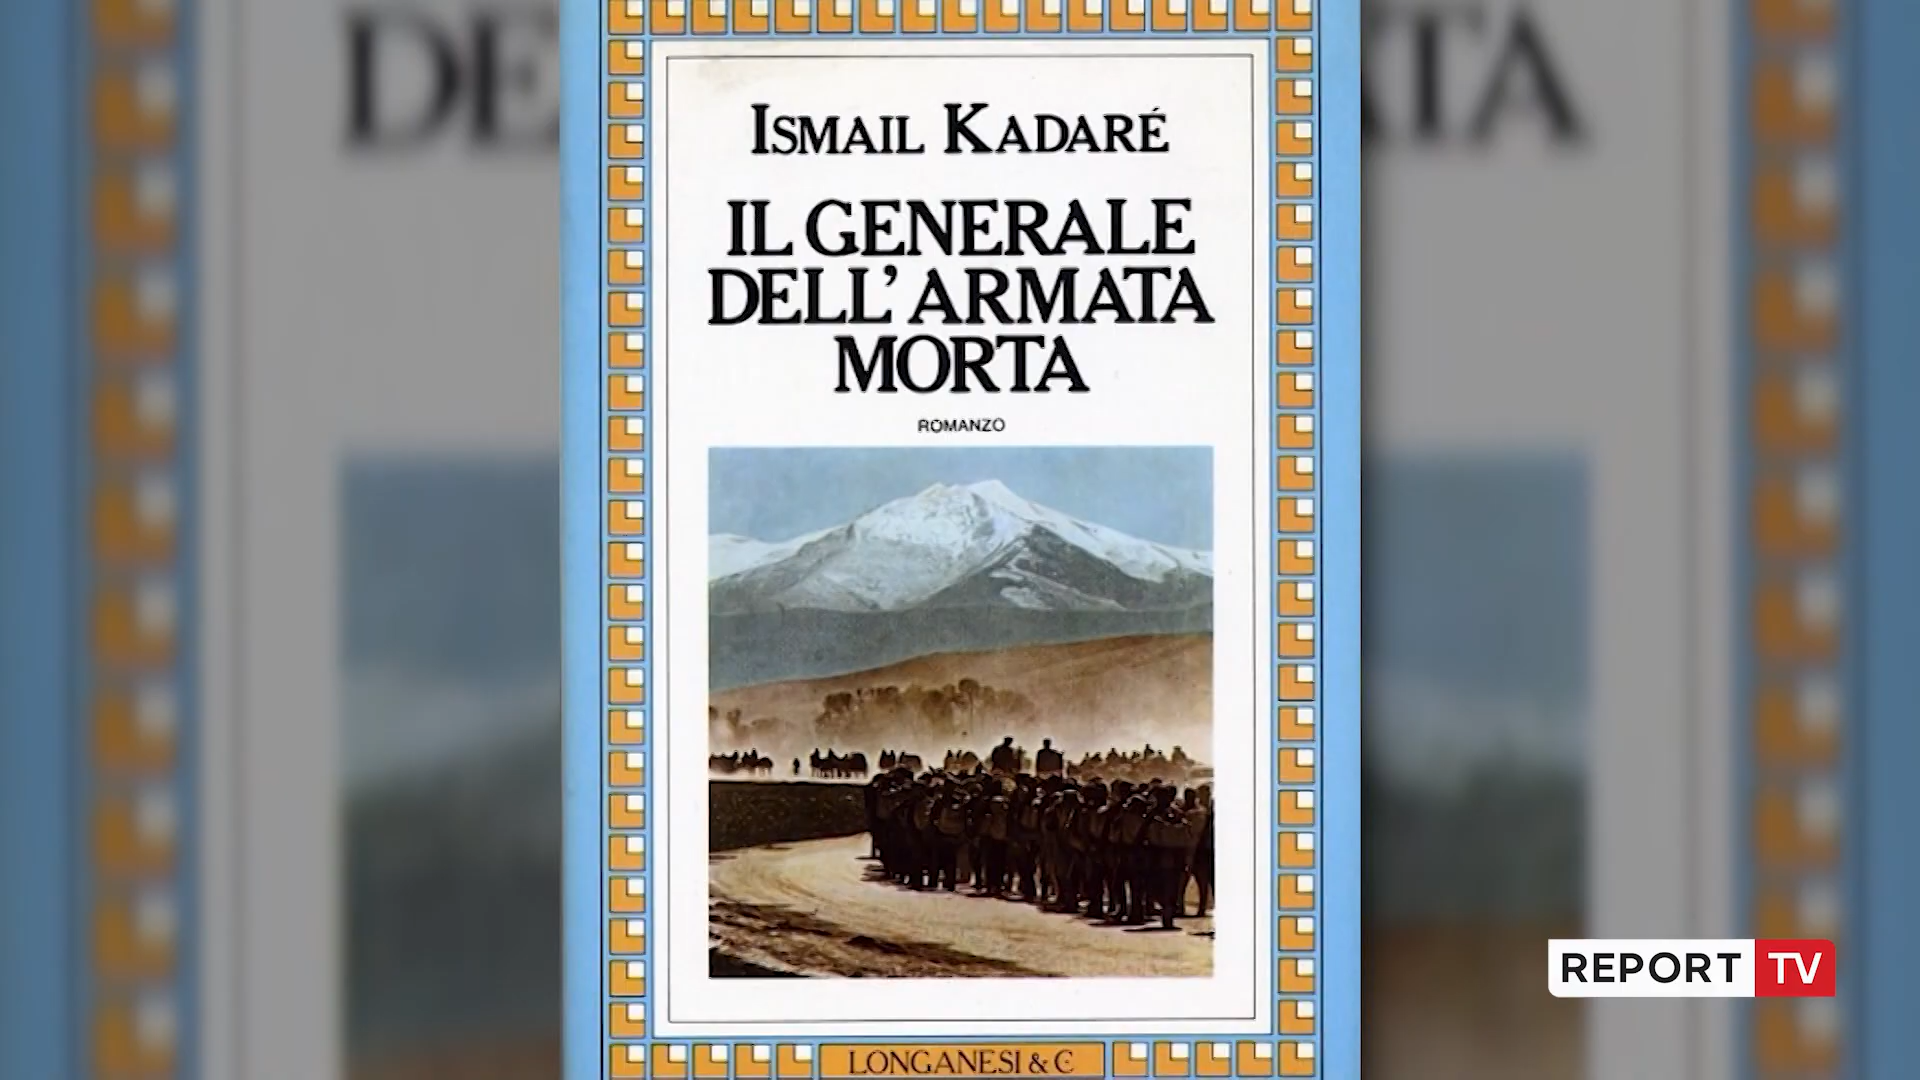 ISMAIL KADARÉ
IL GENERALE
DELL'ARMATA
MORTA
ROMANZO
LONGANESI & C.
REPORT TV